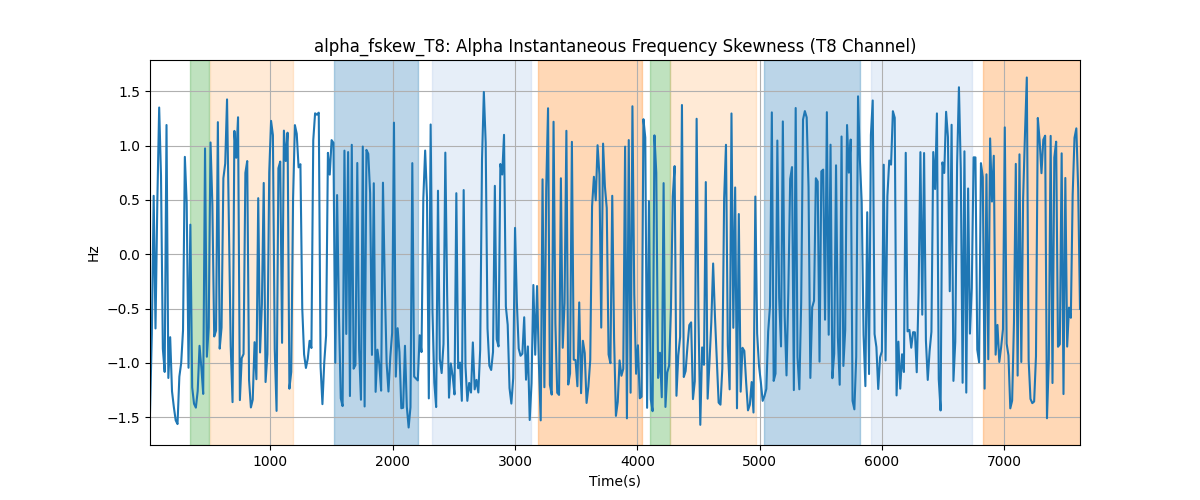 alpha_fskew_T8: Alpha Instantaneous Frequency Skewness (T8 Channel)
1.5
1.0
0.5
0.0
−0.5
−1.0
−1.5
Hz
1000 2000 3000 4000 5000 6000 7000
Time(s)